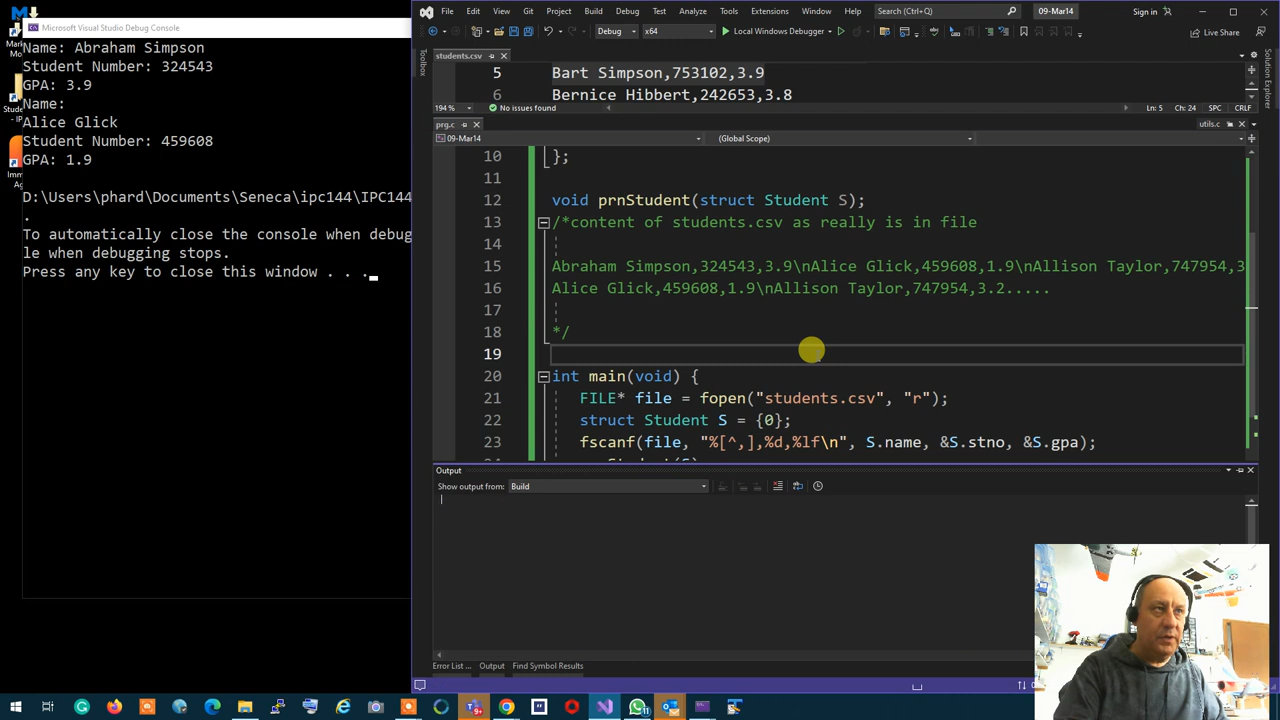 Microsoft Visual Studio Debug Console
Name: Abraham Simpson
Student Number: 324543
GPA: 3.9
Name:
Alice Glick
Student Number: 459608
GPA: 1.9
D:\Users\phard\Documents\Seneca\ipc144\IPC144
.
To automatically close the console when debug
le when debugging stops.
Press any key to close this window . . .
File Edit View Git Project Build Debug Test Analyze Tools Extensions Window Help Search (Ctrl+Q) 09-Mar14 Sign in
Debug x64 Local Windows Debugger Live Share
Toolbox
Solution Explorer
students.csv
5 Bart Simpson,753102,3.9
6 Bernice Hibbert,242653,3.8
194 % No issues found Ln: 5 Ch: 24 SPC CRLF
prg.c utils.c
09-Mar14 (Global Scope)
10 };
11
12 void prnStudent(struct Student S);
13 /*content of students.csv as really is in file
14
15 Abraham Simpson,324543,3.9\nAlice Glick,459608,1.9\nAllison Taylor,747954,3
16 Alice Glick,459608,1.9\nAllison Taylor,747954,3.2.....
17
18 */
19
20 int main(void) {
21 FILE* file = fopen("students.csv", "r");
22 struct Student S = {0};
23 fscanf(file, "%[^,],%d,%lf\n", S.name, &S.stno, &S.gpa);
Output
Show output from: Build
Error List ... Output Find Symbol Results